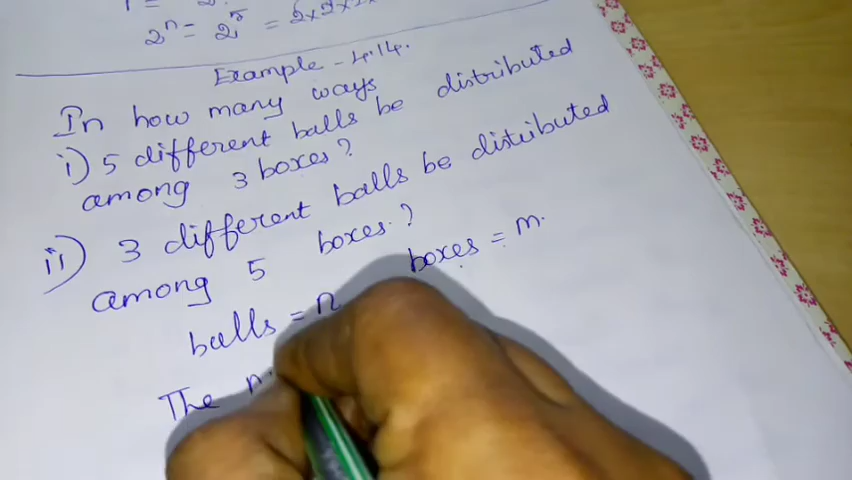 2ⁿ = 2⁵ = 2×2×
Example - 4.14.
In how many ways
i) 5 different balls be distributed
among 3 boxes?
ii) 3 different balls be distributed
among 5 boxes.?
balls = n boxes = m.
The